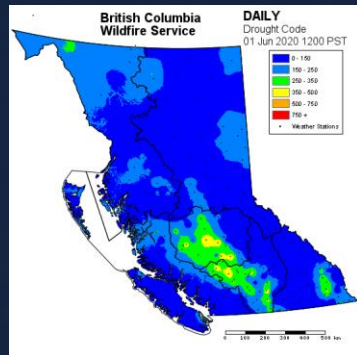 British Columbia
Wildfire Service
DAILY
Drought Code
01 Jun 2020 1200 PST
0 - 150
150 - 250
250 - 350
350 - 500
500 - 750
750 +
Weather Stations
0 100 200 300 400 500 km